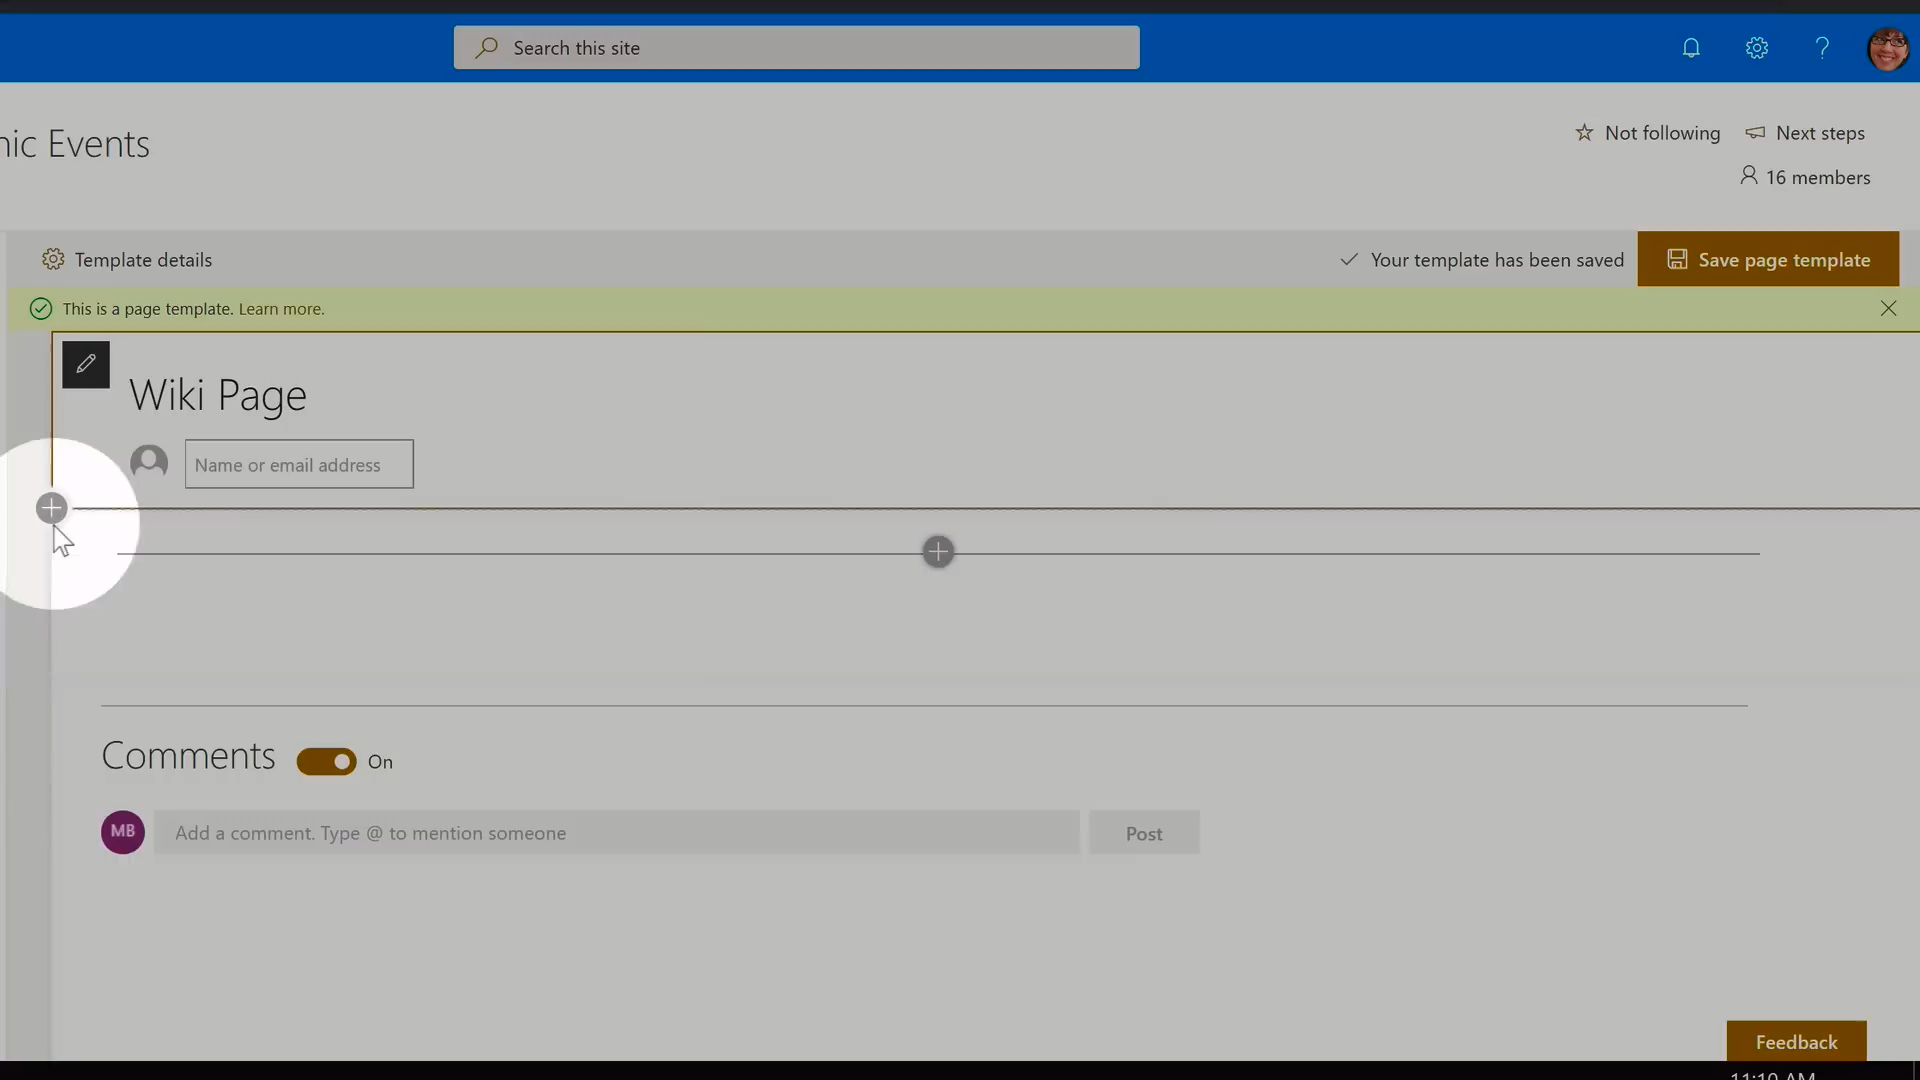 Search this site
nic Events
Not following
Next steps
16 members
Template details
Your template has been saved
Save page template
This is a page template. Learn more.
Wiki Page
Name or email address
Comments
On
MB
Add a comment. Type @ to mention someone
Post
Feedback
11:10 AM